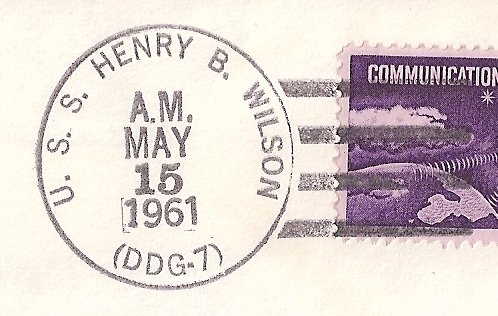 U. S. S. HENRY B. WILSON
A.M.
MAY
15
1961
(DDG-7)
COMMUNICATION